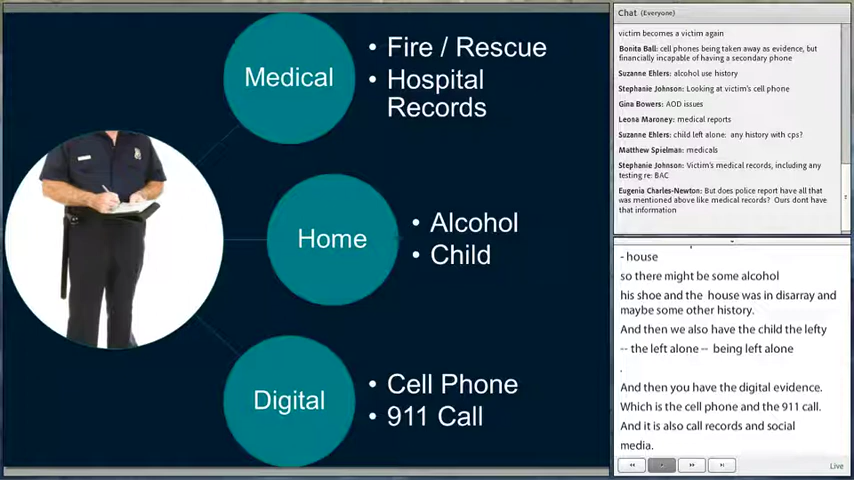 Medical
• Fire / Rescue
• Hospital
Records
Home
• Alcohol
• Child
Digital
• Cell Phone
• 911 Call
Chat (Everyone)
victim becomes a victim again
Bonita Ball: cell phones being taken away as evidence, but
financially incapable of having a secondary phone
Suzanne Ehlers: alcohol use history
Stephanie Johnson: Looking at victim's cell phone
Gina Bowers: AOD issues
Leona Maroney: medical reports
Suzanne Ehlers: child left alone: any history with cps?
Matthew Spielman: medicals
Stephanie Johnson: Victim's medical records, including any
testing re: BAC
Eugenia Charles-Newton: But does police report have all that
was mentioned above like medical records? Ours dont have
that information
- house
so there might be some alcohol
his shoe and the house was in disarray and
maybe some other history.
And then we also have the child the lefty
-- the left alone -- being left alone
.
And then you have the digital evidence.
Which is the cell phone and the 911 call.
And it is also call records and social
media.
Live